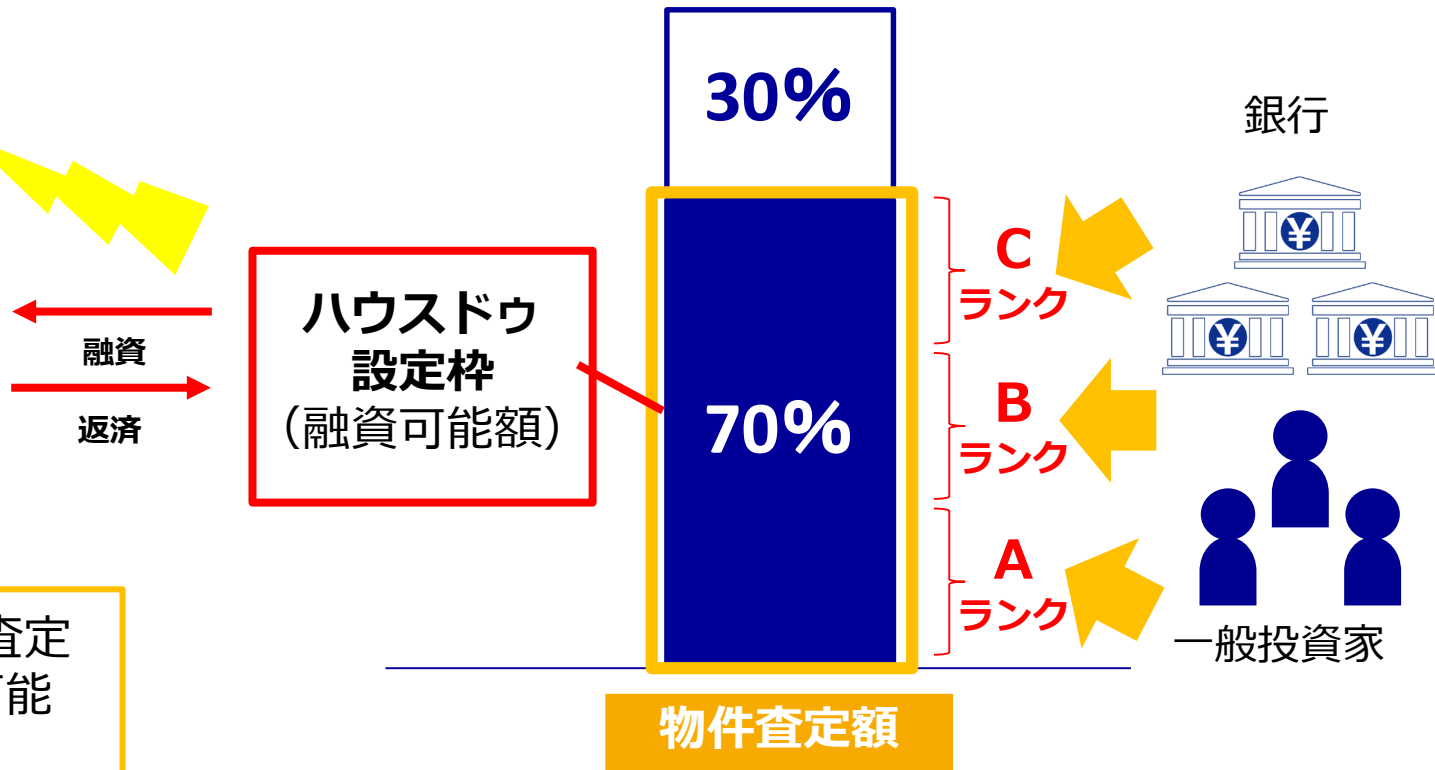 30%
銀行
¥
¥
¥
C
ランク
ハウスドゥ
設定枠
（融資可能額）
融資
返済
70%
B
ランク
A
ランク
一般投資家
査定
可能
物件査定額